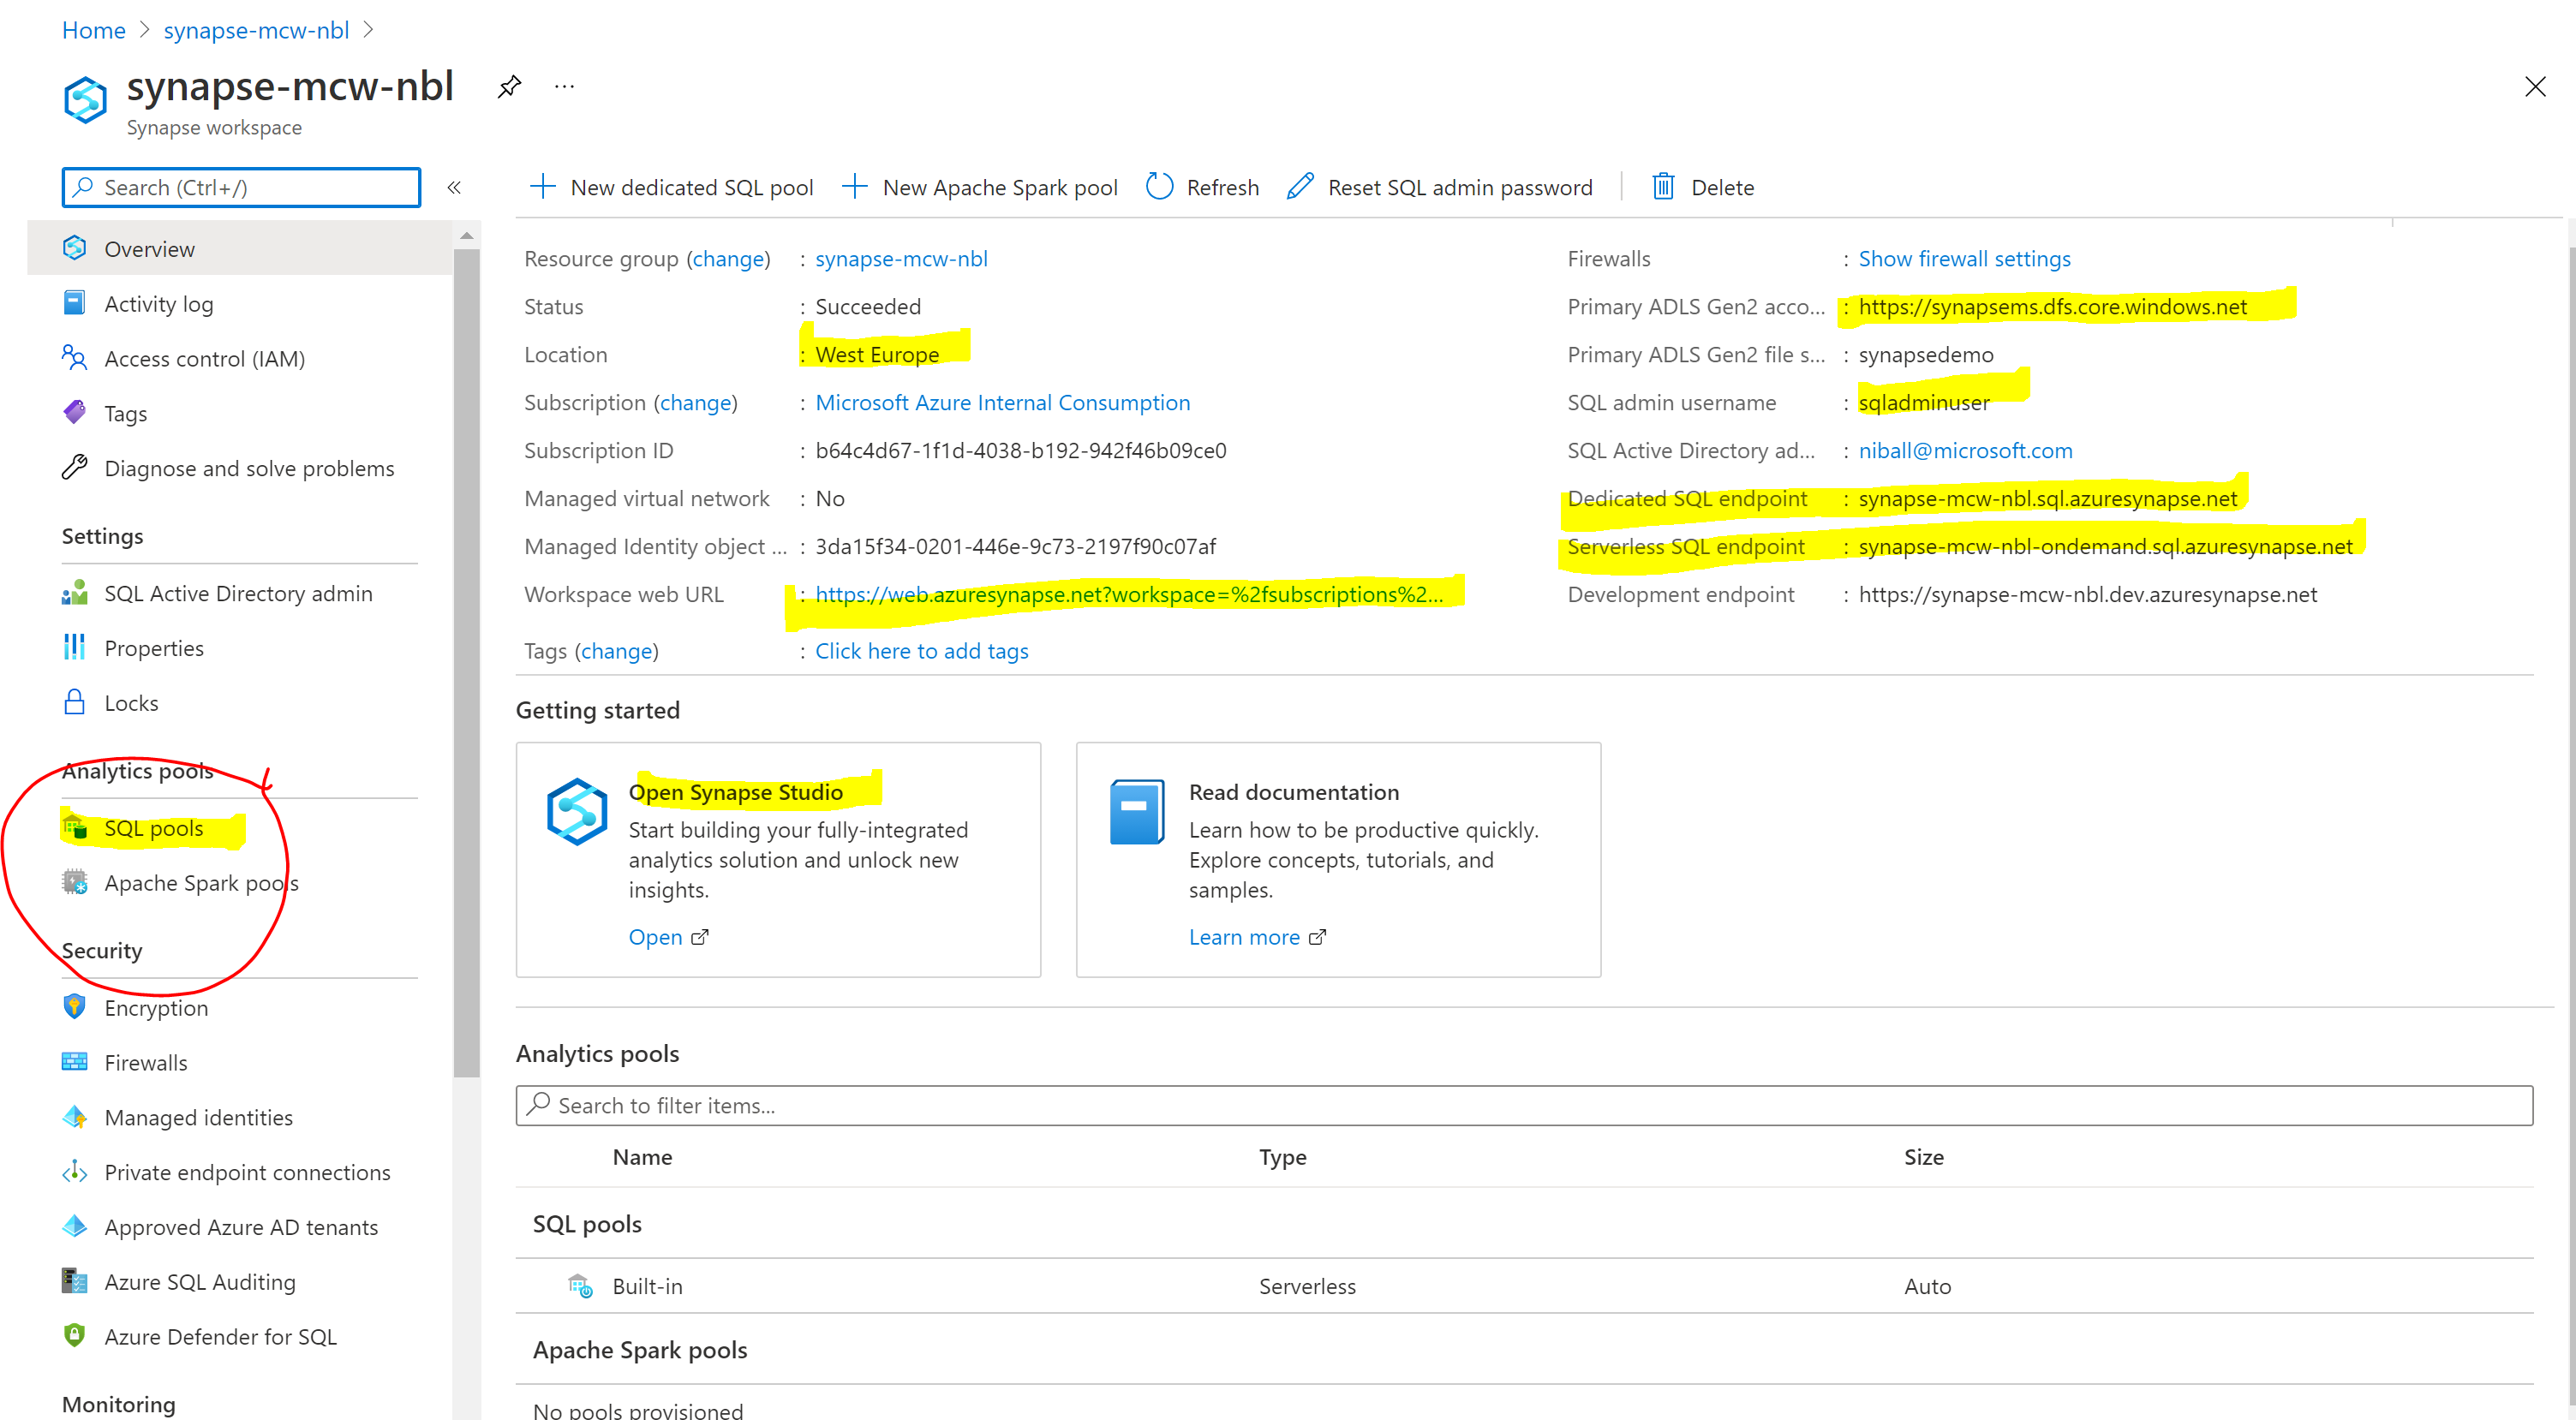 Home > synapse-mcw-nbl >
synapse-mcw-nbl
Synapse workspace
Search (Ctrl+/)
Overview
Activity log
Access control (IAM)
Tags
Diagnose and solve problems
Settings
SQL Active Directory admin
Properties
Locks
Analytics pools
SQL pools
Apache Spark pools
Security
Encryption
Firewalls
Managed identities
Private endpoint connections
Approved Azure AD tenants
Azure SQL Auditing
Azure Defender for SQL
Monitoring
New dedicated SQL pool New Apache Spark pool Refresh Reset SQL admin password Delete
Resource group (change) : synapse-mcw-nbl
Status : Succeeded
Location : West Europe
Subscription (change) : Microsoft Azure Internal Consumption
Subscription ID : b64c4d67-1f1d-4038-b192-942f46b09ce0
Managed virtual network : No
Managed Identity object ... : 3da15f34-0201-446e-9c73-2197f90c07af
Workspace web URL : https://web.azuresynapse.net?workspace=%2fsubscriptions%2...
Tags (change) : Click here to add tags
Firewalls : Show firewall settings
Primary ADLS Gen2 acco... : https://synapsems.dfs.core.windows.net
Primary ADLS Gen2 file s... : synapsedemo
SQL admin username : sqladminuser
SQL Active Directory ad... : niball@microsoft.com
Dedicated SQL endpoint : synapse-mcw-nbl.sql.azuresynapse.net
Serverless SQL endpoint : synapse-mcw-nbl-ondemand.sql.azuresynapse.net
Development endpoint : https://synapse-mcw-nbl.dev.azuresynapse.net
Getting started
Open Synapse Studio
Start building your fully-integrated
analytics solution and unlock new
insights.
Open
Read documentation
Learn how to be productive quickly.
Explore concepts, tutorials, and
samples.
Learn more
Analytics pools
Search to filter items...
Name Type Size
SQL pools
Built-in Serverless Auto
Apache Spark pools
No pools provisioned